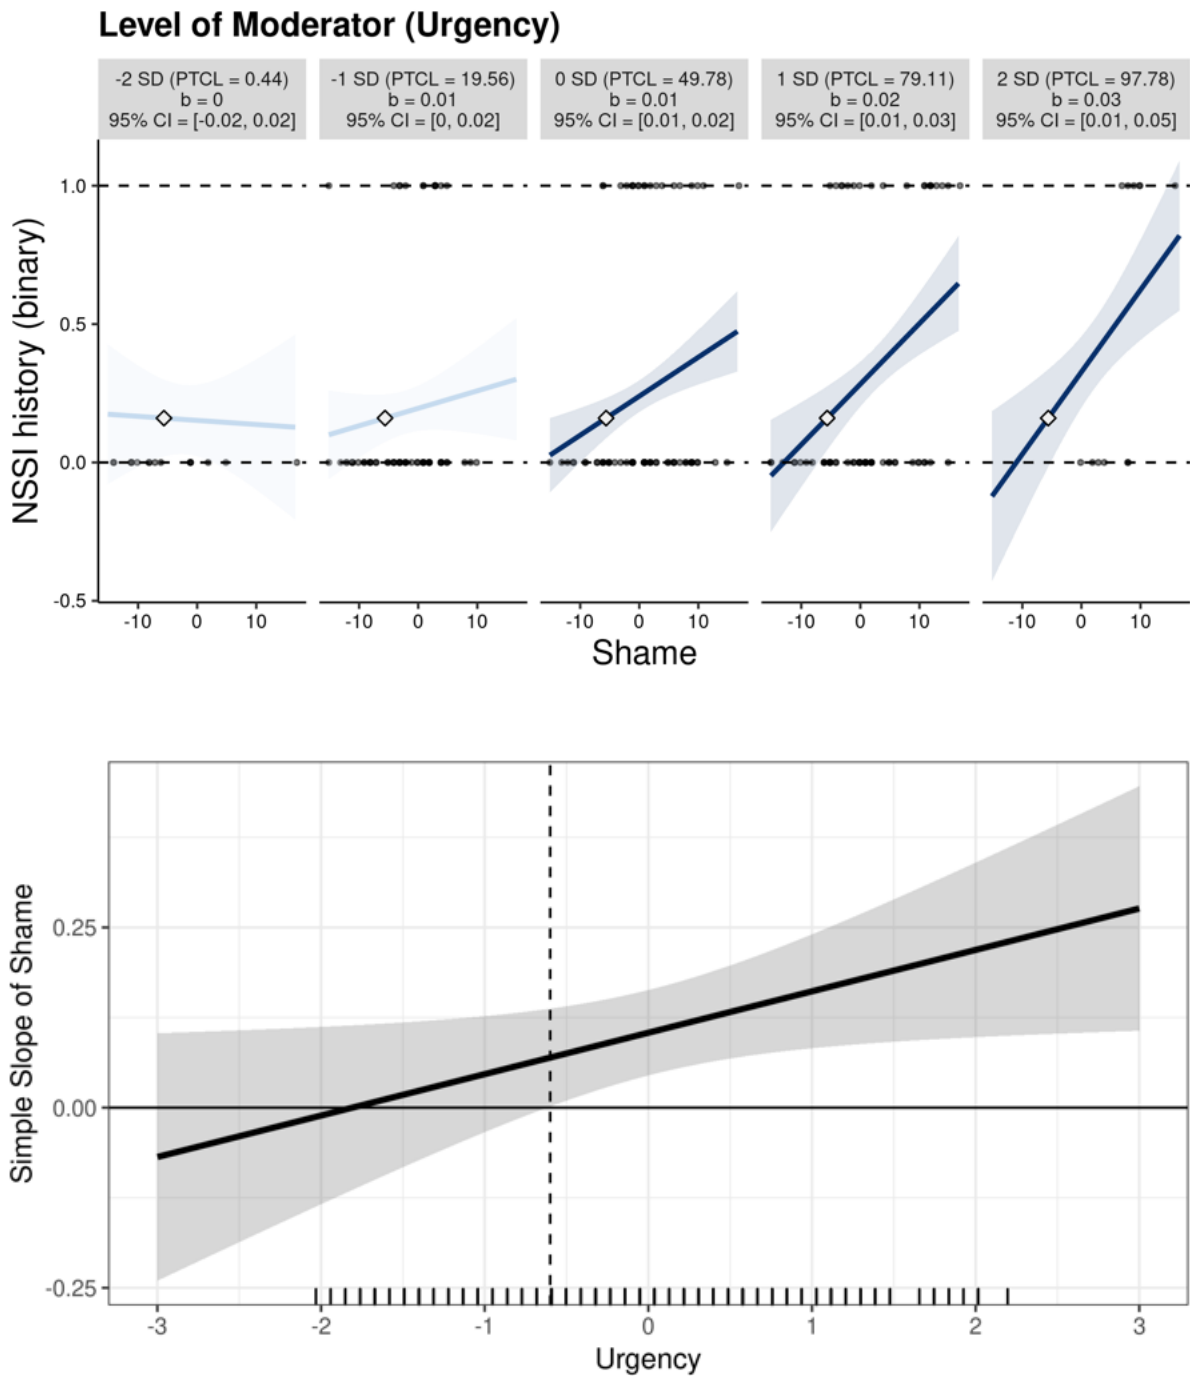 Level of Moderator (Urgency)
-2 SD (PTCL = 0.44)
b = 0
95% CI = [-0.02, 0.02]
-1 SD (PTCL = 19.56)
b = 0.01
95% CI = [0, 0.02]
0 SD (PTCL = 49.78)
b = 0.01
95% CI = [0.01, 0.02]
1 SD (PTCL = 79.11)
b = 0.02
95% CI = [0.01, 0.03]
2 SD (PTCL = 97.78)
b = 0.03
95% CI = [0.01, 0.05]
NSSI history (binary)
1.0
0.5
0.0
-0.5
-10 0 10 -10 0 10 -10 0 10 -10 0 10 -10 0 10
Shame
Simple Slope of Shame
0.25
0.00
-0.25
-3 -2 -1 0 1 2 3
Urgency